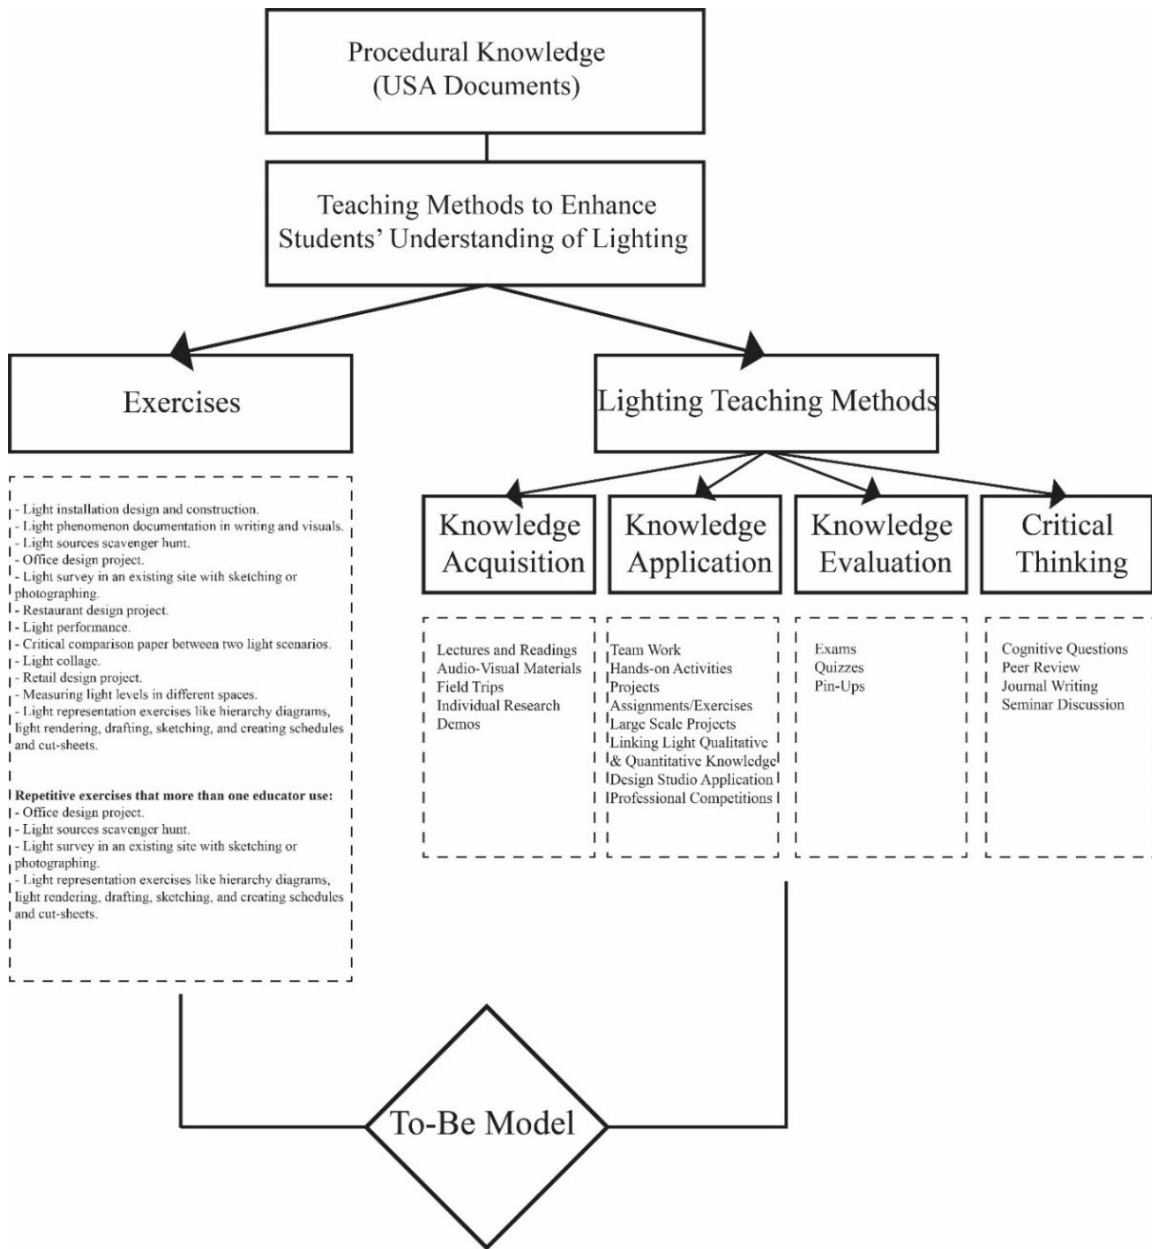 Procedural Knowledge
(USA Documents)
Teaching Methods to Enhance
Students’ Understanding of Lighting
Exercises
Lighting Teaching Methods
- Light installation design and construction.
- Light phenomenon documentation in writing and visuals.
- Light sources scavenger hunt.
- Office design project.
- Light survey in an existing site with sketching or
photographing.
- Restaurant design project.
- Light performance.
- Critical comparison paper between two light scenarios.
- Light collage.
- Retail design project.
- Measuring light levels in different spaces.
- Light representation exercises like hierarchy diagrams,
light rendering, drafting, sketching, and creating schedules
and cut-sheets.
Repetitive exercises that more than one educator use:
- Office design project.
- Light sources scavenger hunt.
- Light survey in an existing site with sketching or
photographing.
- Light representation exercises like hierarchy diagrams,
light rendering, drafting, sketching, and creating schedules
and cut-sheets.
Knowledge
Acquisition
Lectures and Readings
Audio-Visual Materials
Field Trips
Individual Research
Demos
Knowledge
Application
Team Work
Hands-on Activities
Projects
Assignments/Exercises
Large Scale Projects
Linking Light Qualitative
& Quantitative Knowledge
Design Studio Application
Professional Competitions
Knowledge
Evaluation
Exams
Quizzes
Pin-Ups
Critical
Thinking
Cognitive Questions
Peer Review
Journal Writing
Seminar Discussion
To-Be Model